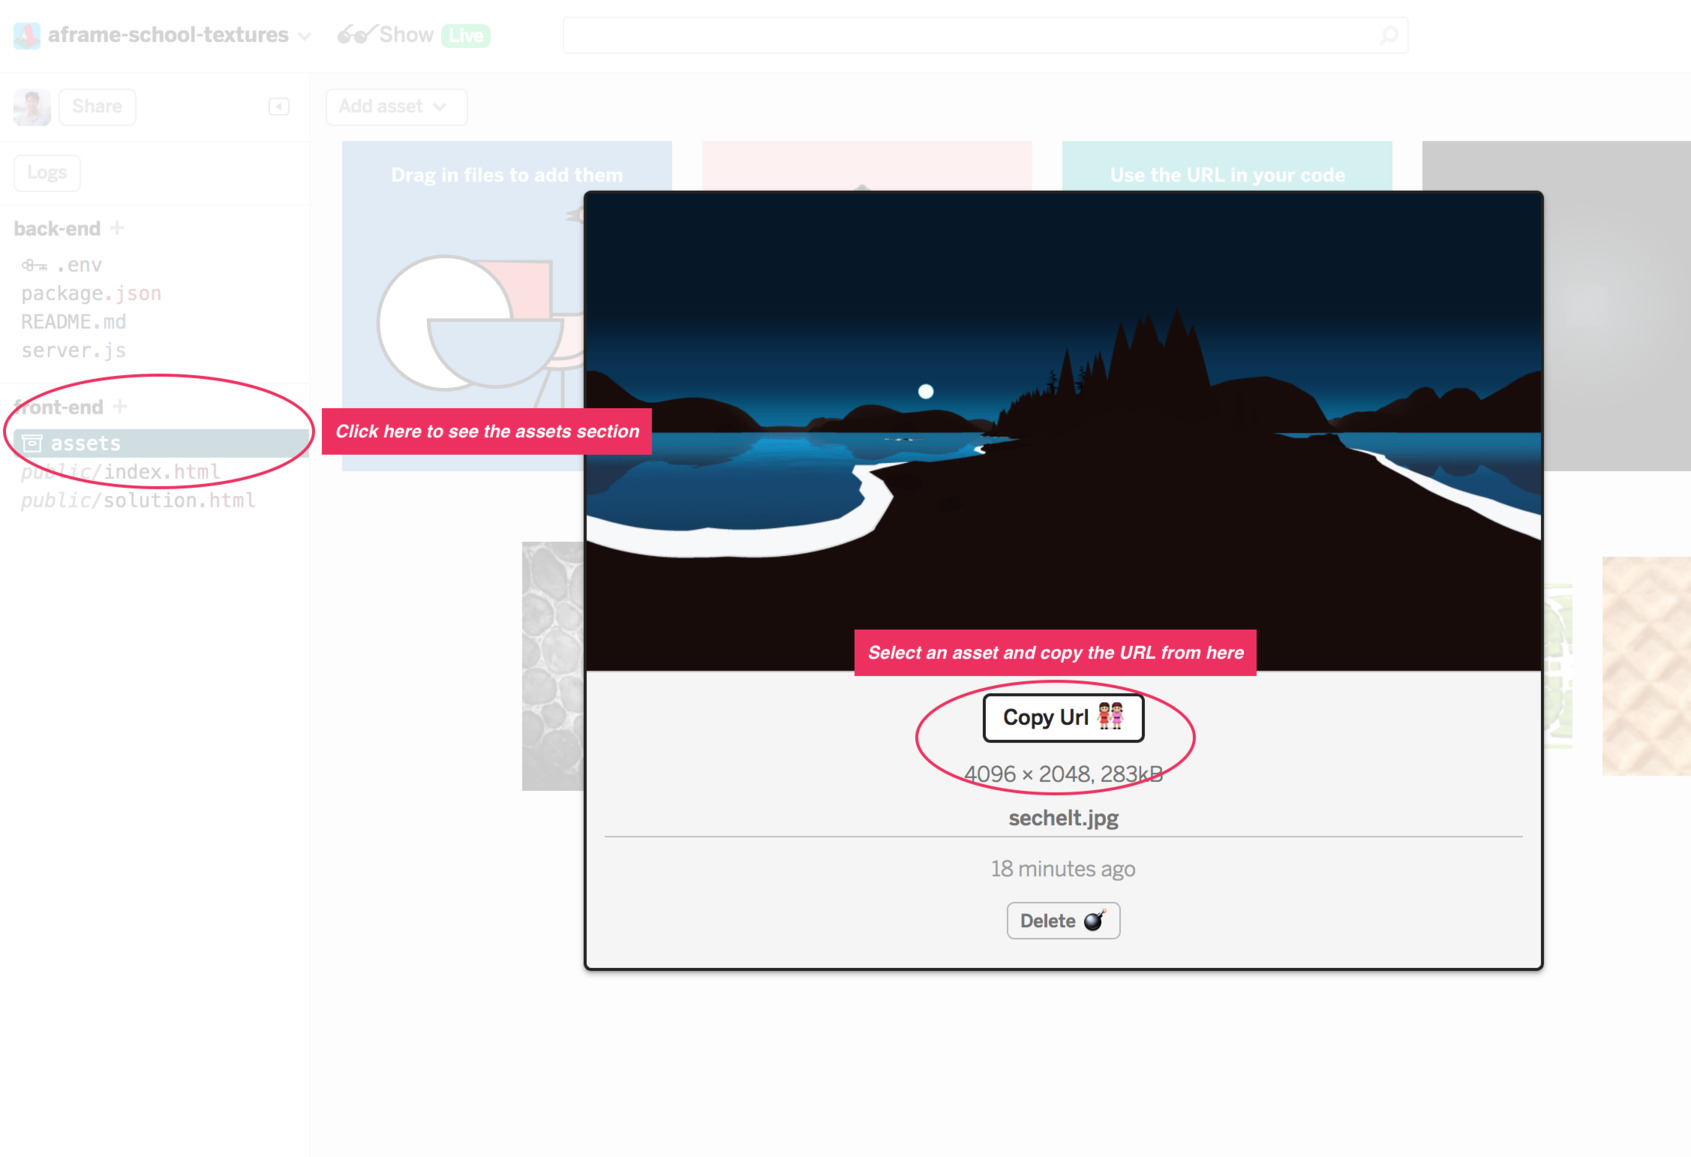 aframe-school-textures
Show Live
Share
Add asset
Logs
Drag in files to add them
Use the URL in your code
back-end +
.env
package.json
README.md
server.js
front-end +
Click here to see the assets section
assets
public/index.html
public/solution.html
Select an asset and copy the URL from here
Copy Url
4096 × 2048, 283kB
sechelt.jpg
18 minutes ago
Delete